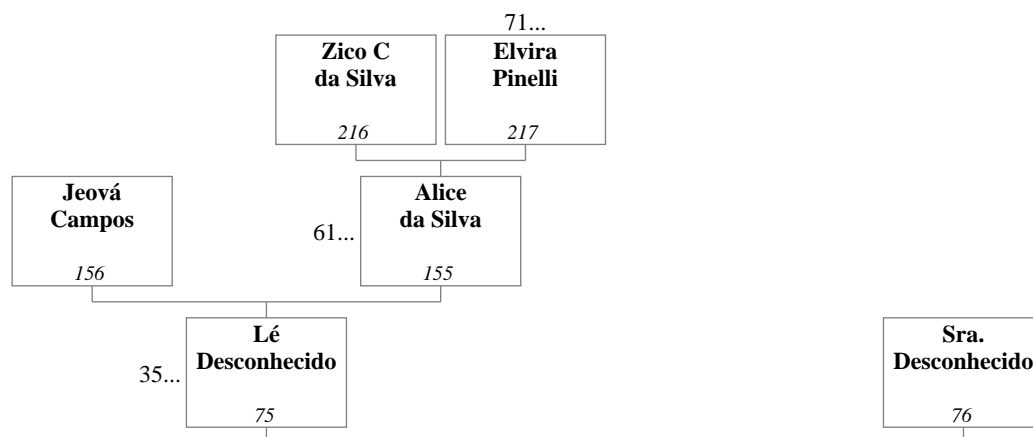 71...
Zico C
da Silva
216
Elvira
Pinelli
217
Jeová
Campos
156
61...
Alice
da Silva
155
35...
Lé
Desconhecido
75
Sra.
Desconhecido
76